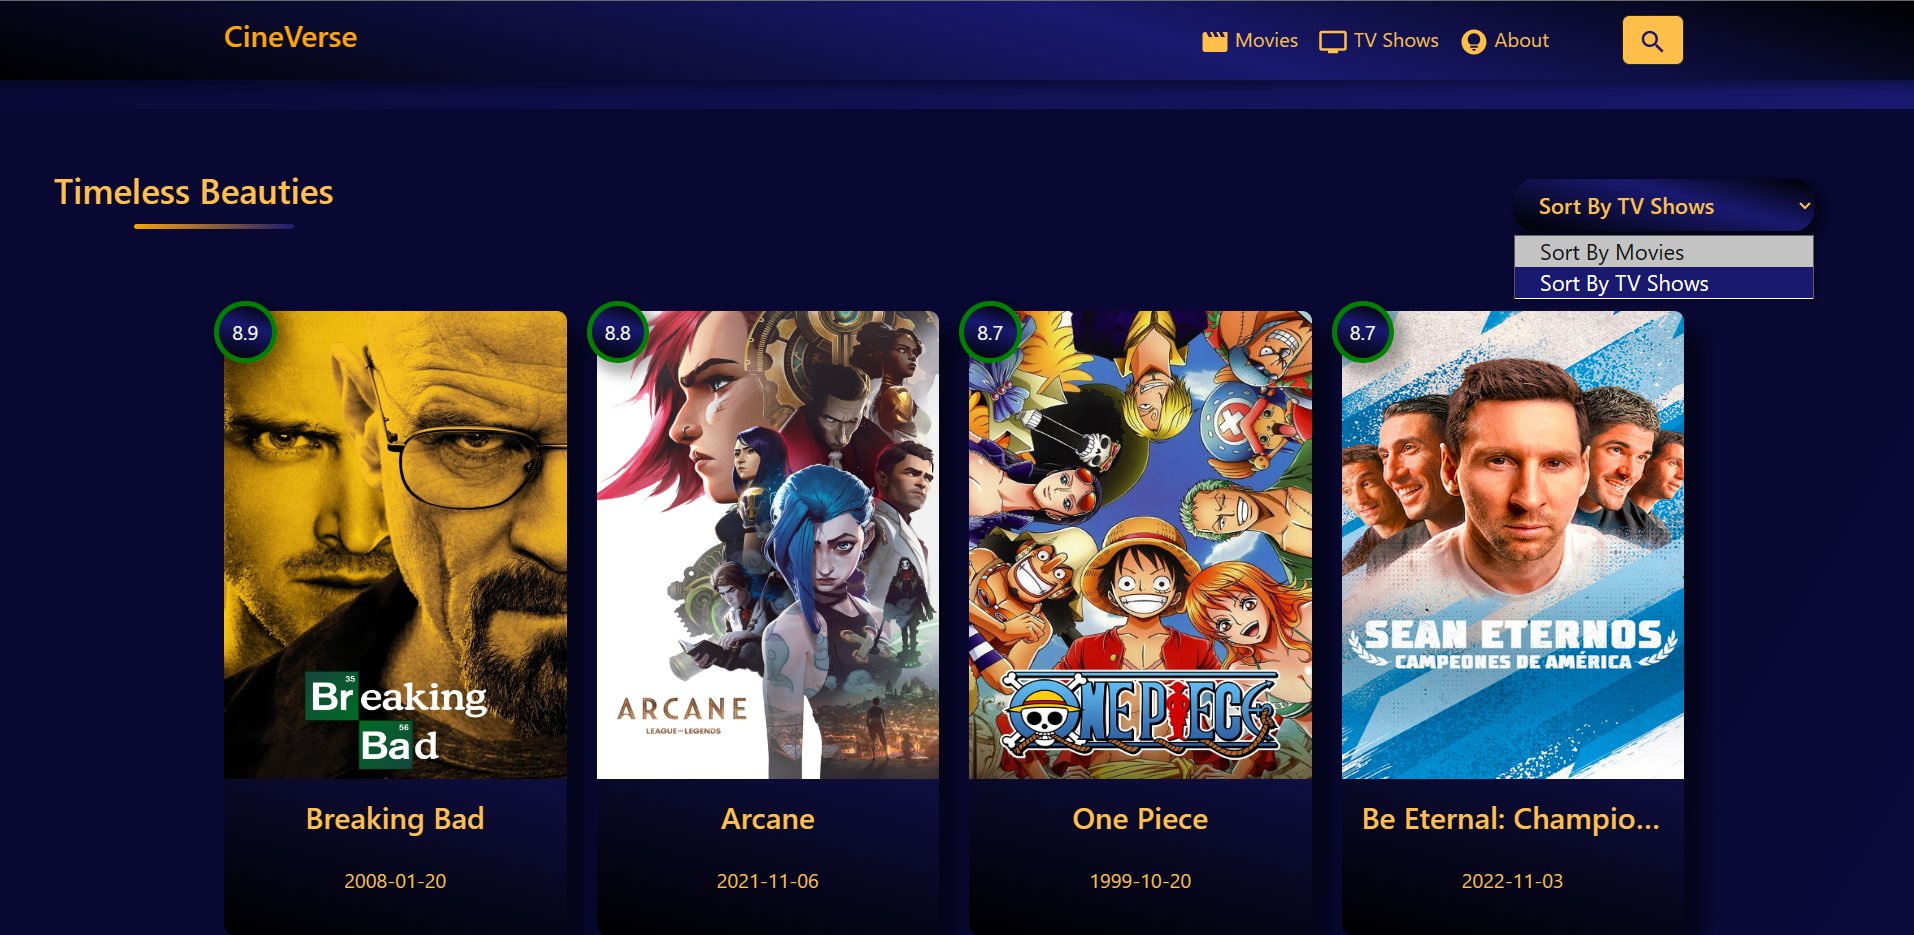 CineVerse
Movies
TV Shows
About
Timeless Beauties
Sort By TV Shows
Sort By Movies
Sort By TV Shows
8.9
8.8
8.7
8.7
35
Breaking
56
Bad
ARCANE
LEAGUE OF LEGENDS
ONE PIECE
SEAN ETERNOS
CAMPEONES DE AMÉRICA
Breaking Bad
Arcane
One Piece
Be Eternal: Champio...
2008-01-20
2021-11-06
1999-10-20
2022-11-03